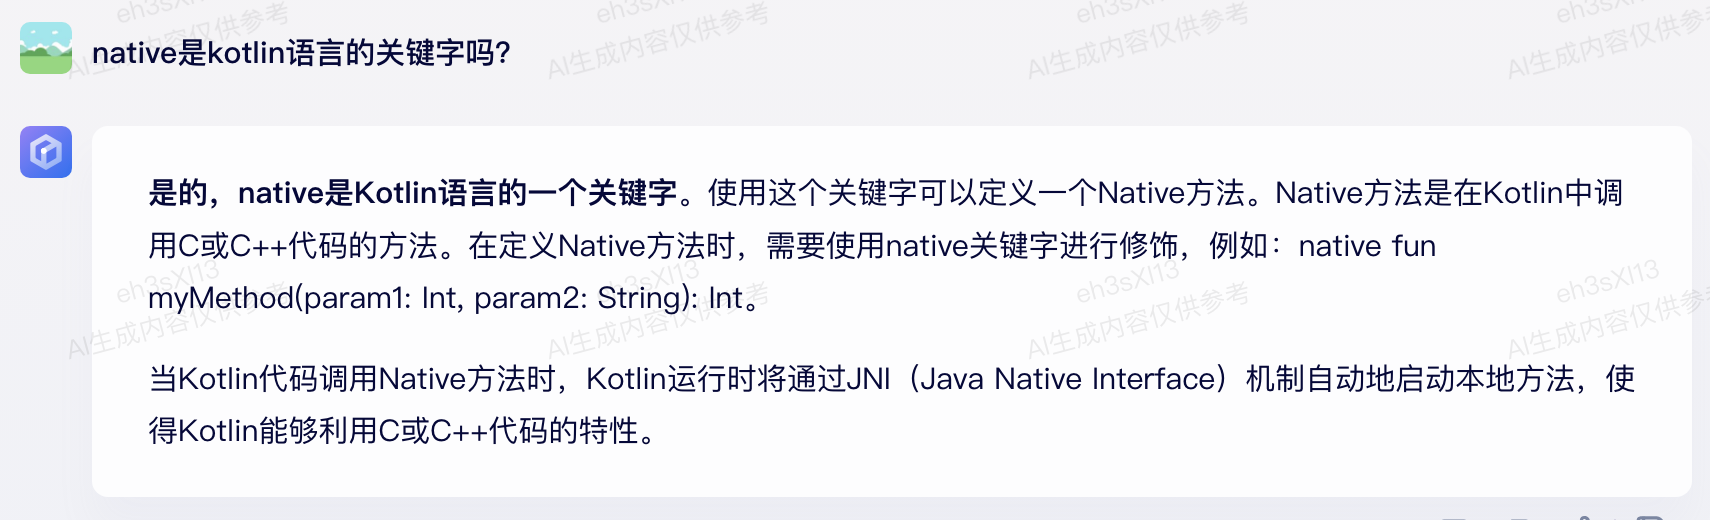 eh3sXl13 eh3sXl13 eh3sXl13 eh3sXl13
AI生成内容仅供参考 AI生成内容仅供参考 AI生成内容仅供参考 AI生成内容仅供参考
native是kotlin语言的关键字吗?
是的，native是Kotlin语言的一个关键字。使用这个关键字可以定义一个Native方法。Native方法是在Kotlin中调
用C或C++代码的方法。在定义Native方法时，需要使用native关键字进行修饰，例如：native fun
myMethod(param1: Int, param2: String): Int。
eh3sXl13 eh3sXl13 eh3sXl13 eh3sXl13
AI生成内容仅供参考 AI生成内容仅供参考 AI生成内容仅供参考 AI生成内容仅供参考
当Kotlin代码调用Native方法时，Kotlin运行时将通过JNI（Java Native Interface）机制自动地启动本地方法，使
得Kotlin能够利用C或C++代码的特性。